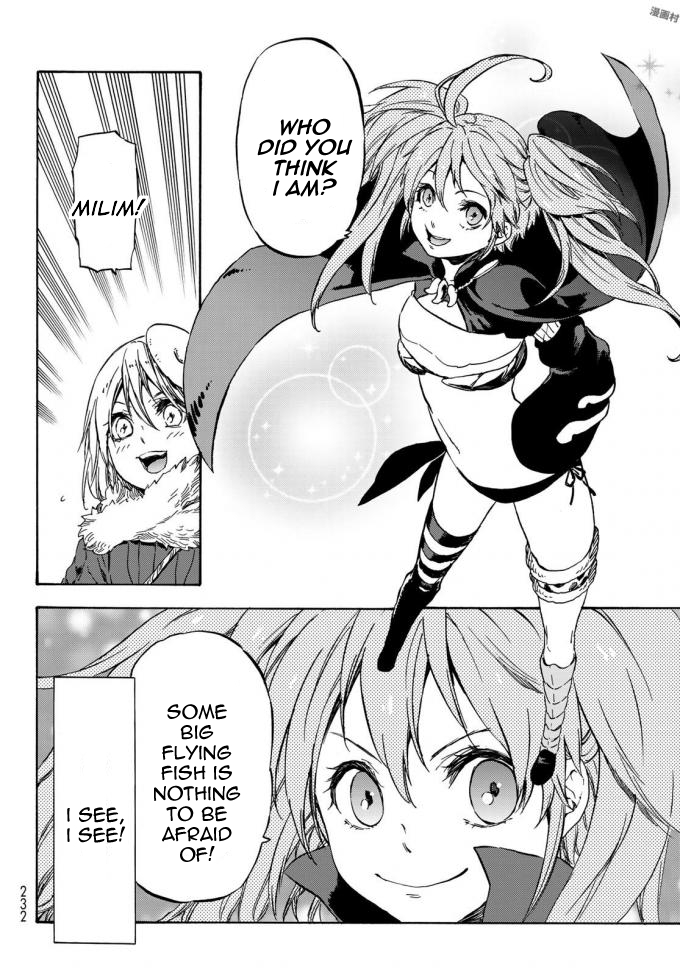 漫画村
WHO
DID YOU
THINK
I AM?
MILIM!
SOME
BIG
FLYING
FISH IS
NOTHING
TO BE
AFRAID
OF!
I SEE,
I SEE!
232